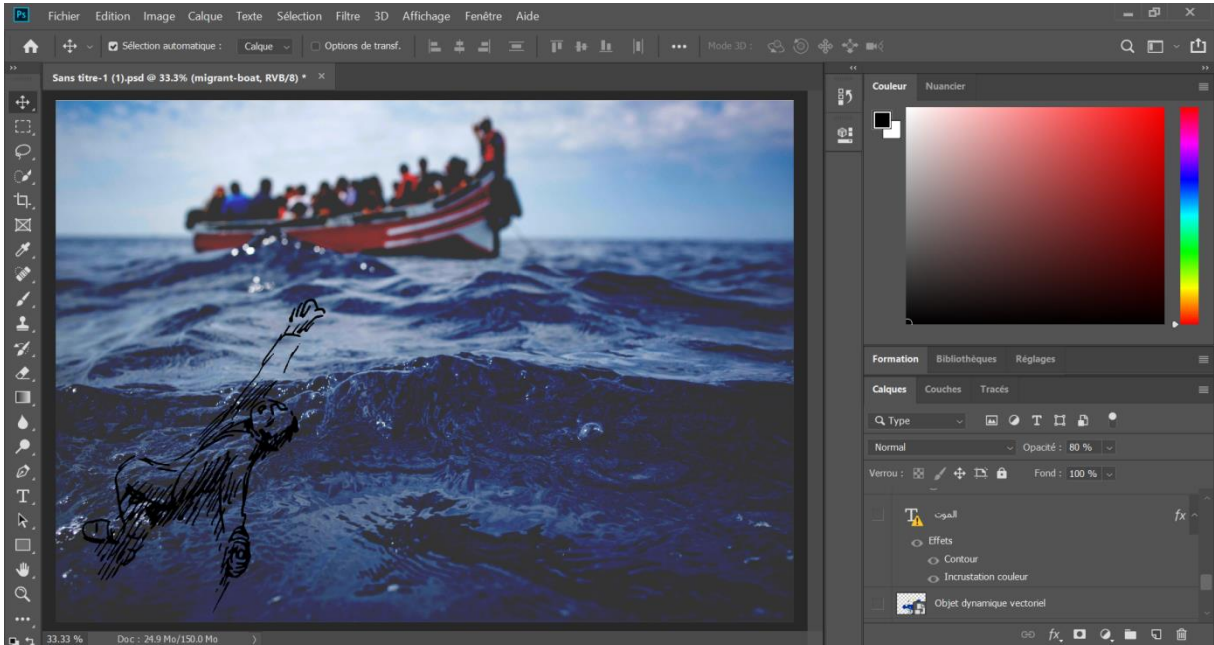 Ps Fichier Edition Image Calque Texte Sélection Filtre 3D Affichage Fenêtre Aide
Sélection automatique : Calque Options de transf. Mode 3D :
Sans titre-1 (1).psd @ 33.3% (migrant-boat, RVB/8) * ×
Couleur Nuancier
Formation Bibliothèques Réglages
Calques Couches Tracés
Type
Normal Opacité : 80 %
Verrou : Fond : 100 %
الموت fx
Effets
Contour
Incrustation couleur
Objet dynamique vectoriel
33.33 % Doc : 24.9 Mo/150.0 Mo
fx